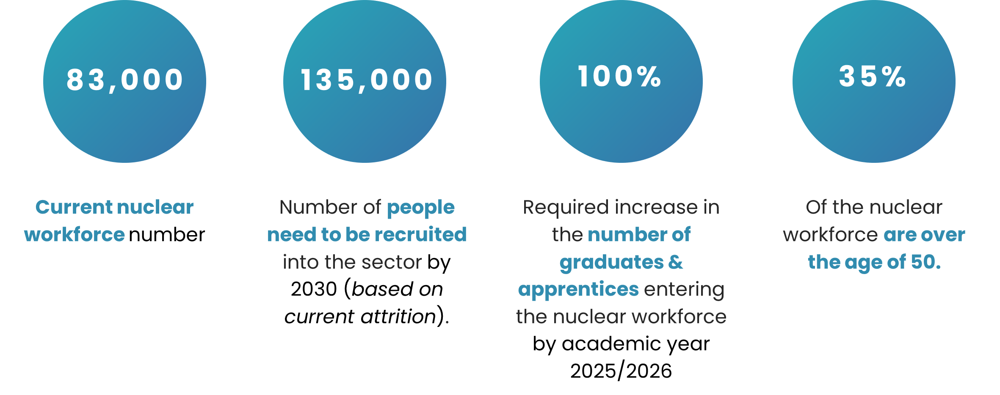 83,000
Current nuclear
workforce number
135,000
Number of people
need to be recruited
into the sector by
2030 (based on
current attrition).
100%
Required increase in
the number of
graduates &
apprentices entering
the nuclear workforce
by academic year
2025/2026
35%
Of the nuclear
workforce are over
the age of 50.